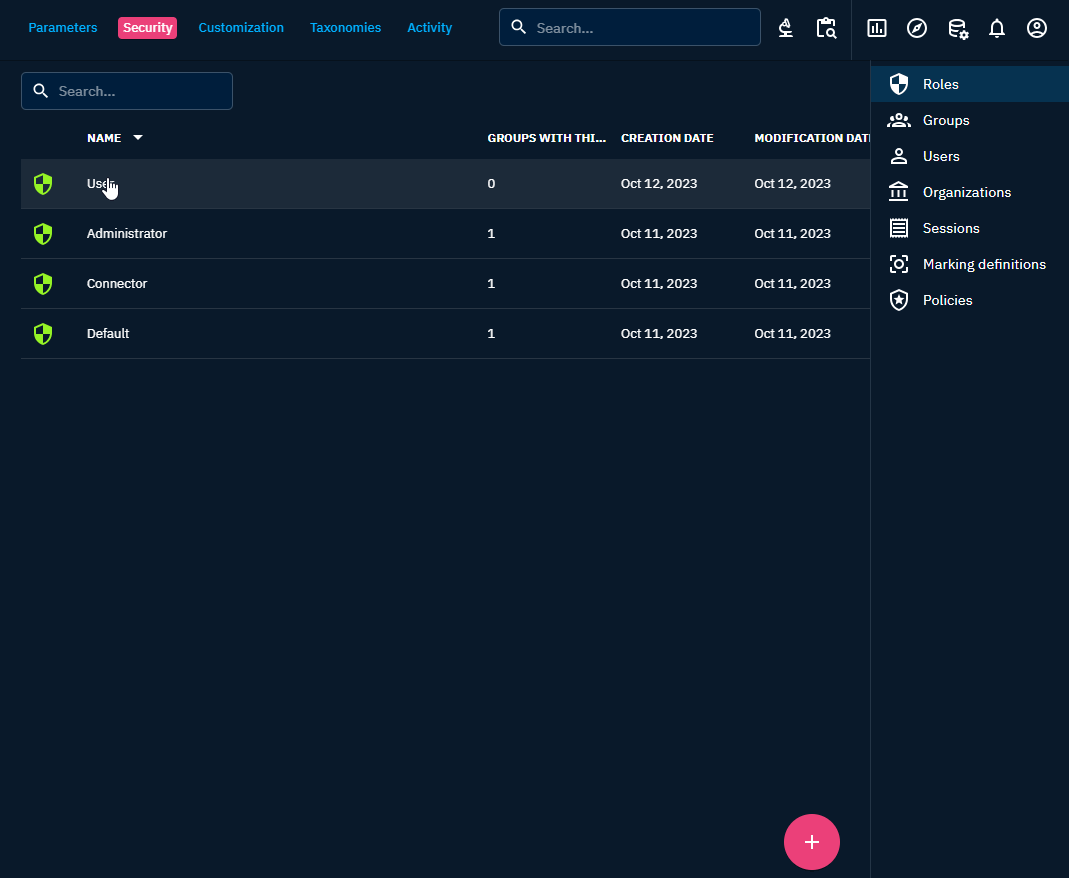 Parameters Security Customization Taxonomies Activity Search...
Search...
NAME GROUPS WITH THI... CREATION DATE MODIFICATION DATE
User 0 Oct 12, 2023 Oct 12, 2023
Administrator 1 Oct 11, 2023 Oct 11, 2023
Connector 1 Oct 11, 2023 Oct 11, 2023
Default 1 Oct 11, 2023 Oct 11, 2023
Roles
Groups
Users
Organizations
Sessions
Marking definitions
Policies